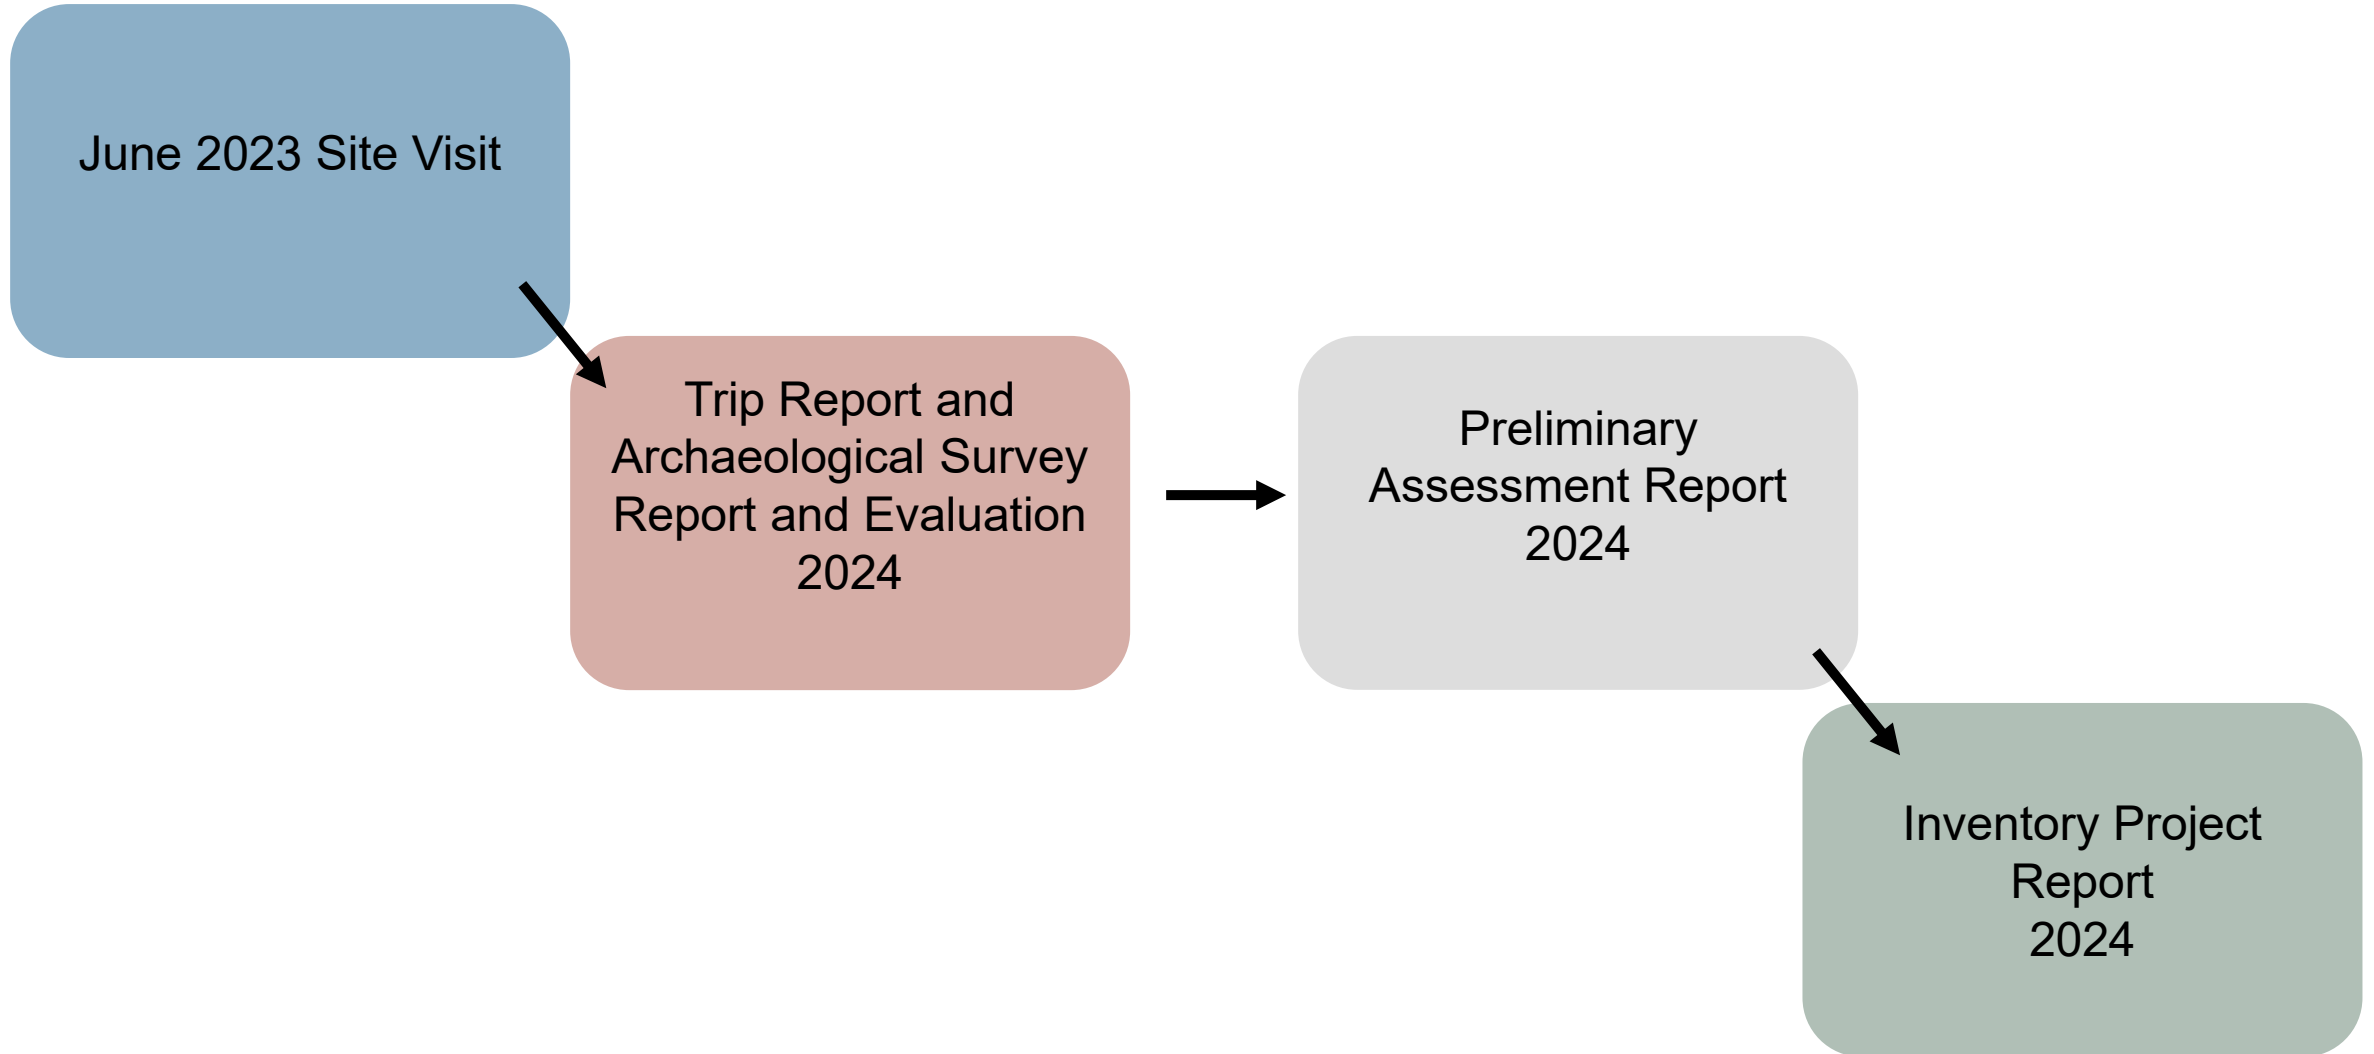 June 2023 Site Visit
Trip Report and
Archaeological Survey
Report and Evaluation
2024
Preliminary
Assessment Report
2024
Inventory Project
Report
2024